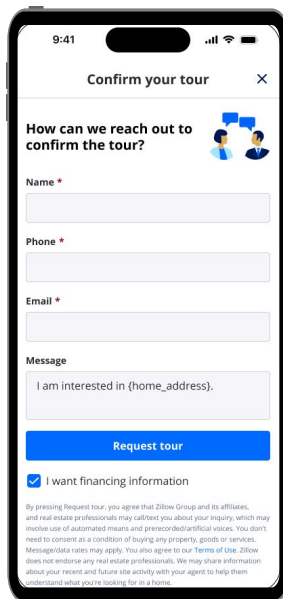 9:41
Confirm your tour
How can we reach out to
confirm the tour?
Name *
Phone *
Email *
Message
I am interested in {home_address}.
Request tour
I want financing information
By pressing Request tour, you agree that Zillow Group and its affiliates,
and real estate professionals may call/text you about your inquiry, which may
involve use of automated means and prerecorded/artificial voices. You don't
need to consent as a condition of buying any property, goods or services.
Message/data rates may apply. You also agree to our Terms of Use. Zillow
does not endorse any real estate professionals. We may share information
about your recent and future site activity with your agent to help them
understand what you're looking for in a home.